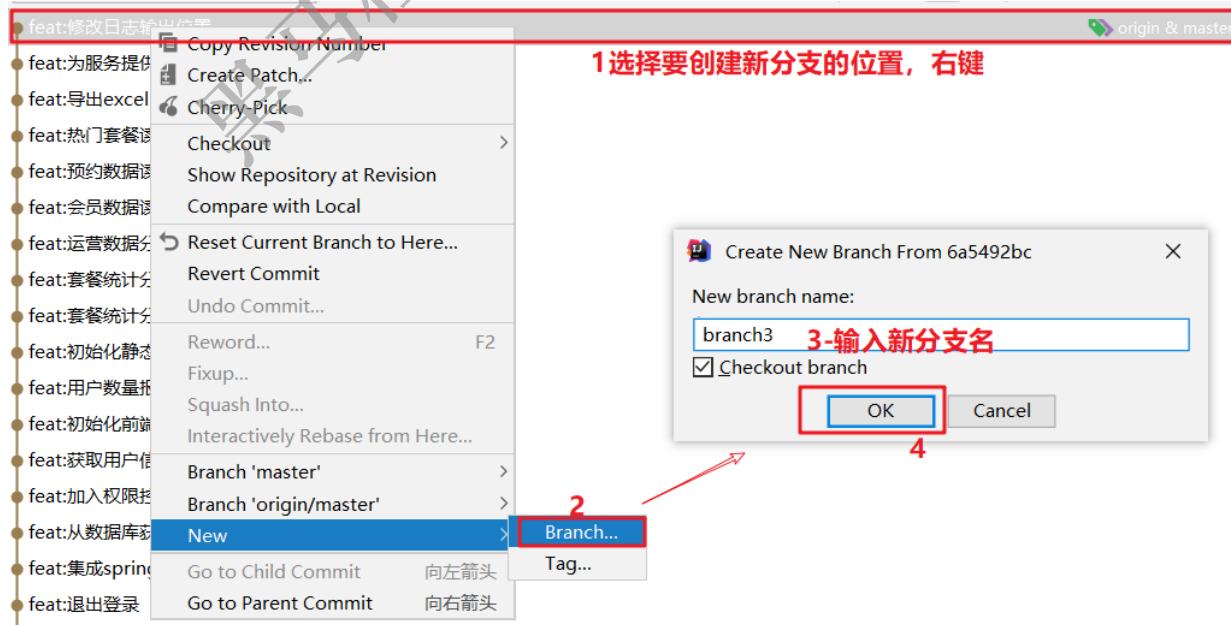 feat:修改日志输出位置
origin & master
1选择要创建新分支的位置，右键
feat:为服务提供
feat:导出excel
feat:热门套餐
feat:预约数据
feat:会员数据
feat:运营数据
feat:套餐统计
feat:套餐统计
feat:初始化静态
feat:用户数量报
feat:初始化前端
feat:获取用户信
feat:加入权限控
feat:从数据库获
feat:集成spring
feat:退出登录
Copy Revision Number
Create Patch...
Cherry-Pick
Checkout
Show Repository at Revision
Compare with Local
Reset Current Branch to Here...
Revert Commit
Undo Commit...
Reword... F2
Fixup...
Squash Into...
Interactively Rebase from Here...
Branch 'master'
Branch 'origin/master'
New
Go to Child Commit 向左箭头
Go to Parent Commit 向右箭头
2
Branch...
Tag...
Create New Branch From 6a5492bc
New branch name:
branch3
3-输入新分支名
Checkout branch
OK
Cancel
4
黑马